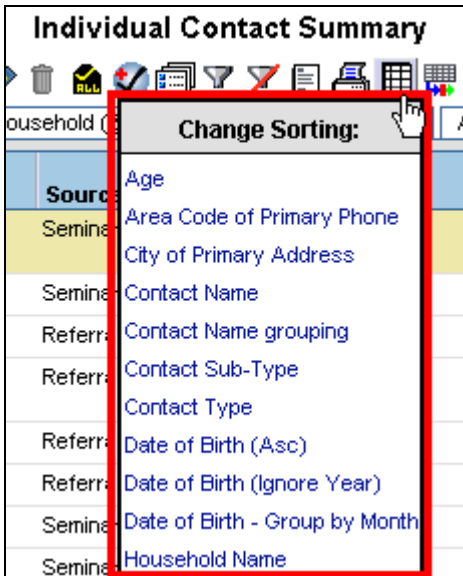 Individual Contact Summary
ALL
ousehold (
Change Sorting:
A
Source
Age
Semina
Area Code of Primary Phone
City of Primary Address
Semina
Contact Name
Referra
Contact Name grouping
Referra
Contact Sub-Type
Contact Type
Referra
Date of Birth (Asc)
Referra
Date of Birth (Ignore Year)
Semina
Date of Birth - Group by Month
Semina
Household Name